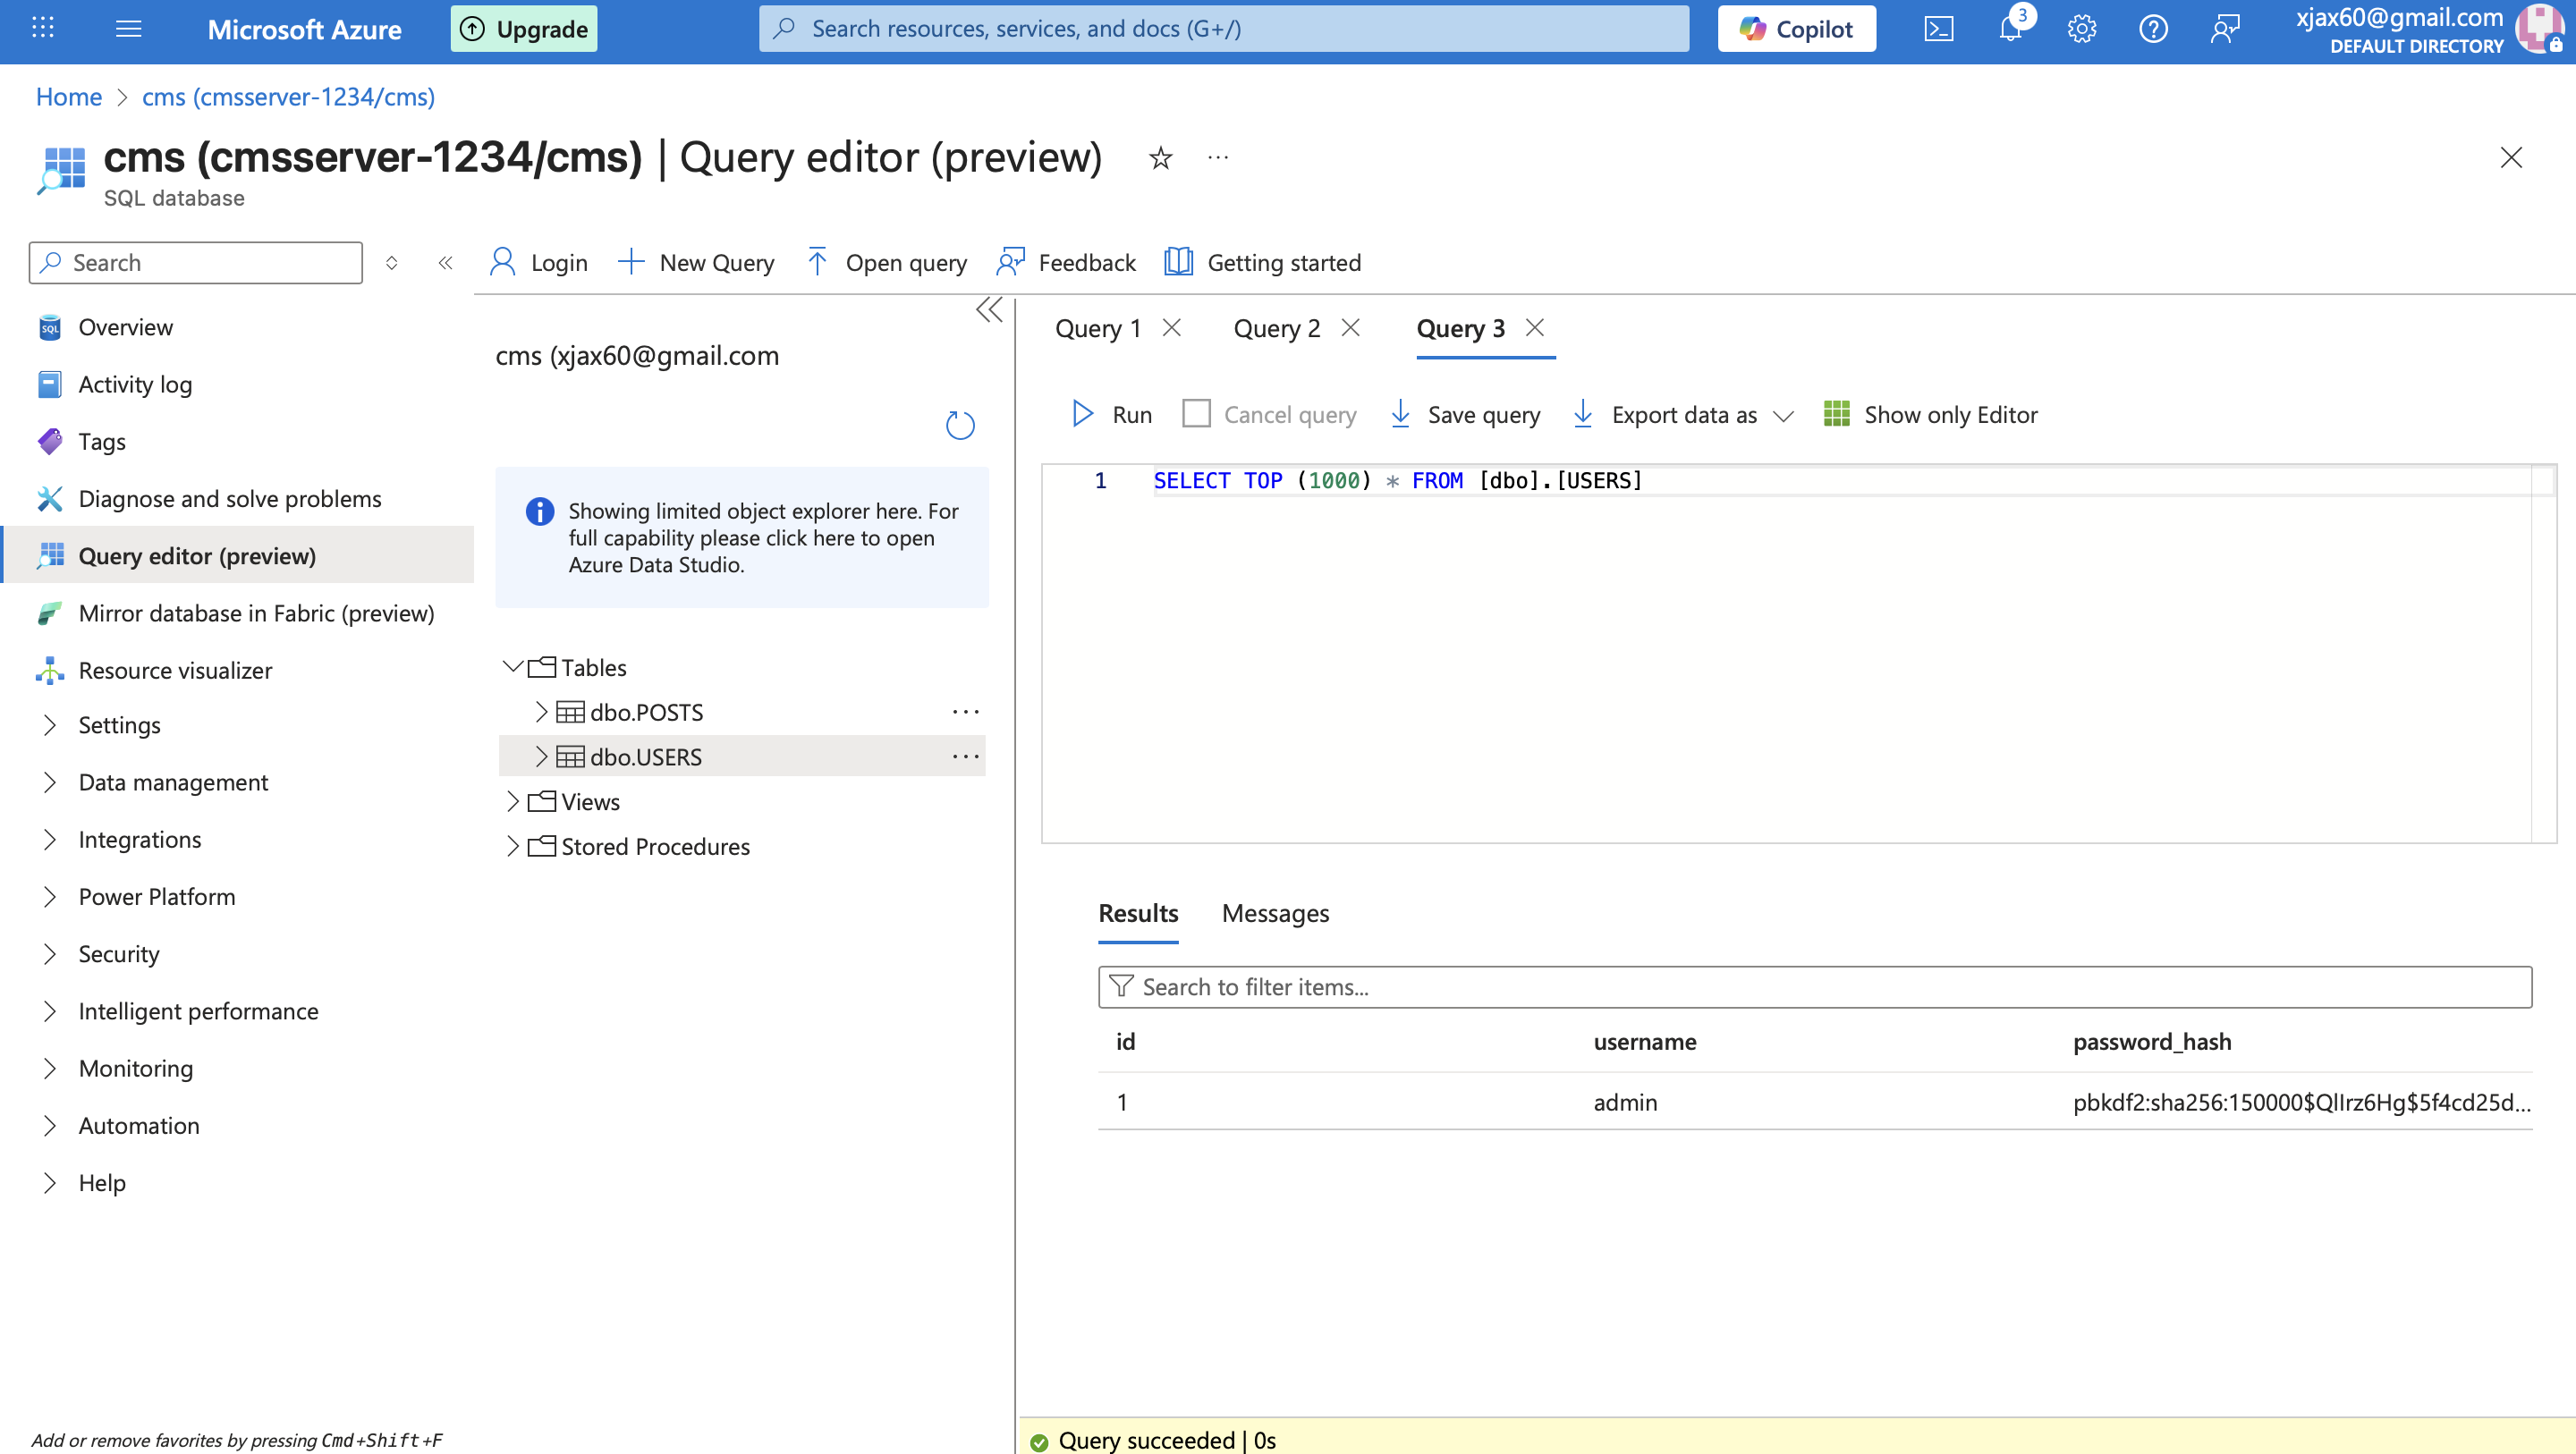 Microsoft Azure
Upgrade
Search resources, services, and docs (G+/)
Copilot
3
xjax60@gmail.com
DEFAULT DIRECTORY
Home > cms (cmsserver-1234/cms)
cms (cmsserver-1234/cms) | Query editor (preview)
SQL database
Search
Login
New Query
Open query
Feedback
Getting started
SQL Overview
Activity log
Tags
Diagnose and solve problems
Query editor (preview)
Mirror database in Fabric (preview)
Resource visualizer
Settings
Data management
Integrations
Power Platform
Security
Intelligent performance
Monitoring
Automation
Help
Add or remove favorites by pressing Cmd+Shift+F
cms (xjax60@gmail.com
Showing limited object explorer here. For
full capability please click here to open
Azure Data Studio.
Tables
dbo.POSTS
dbo.USERS
Views
Stored Procedures
Query 1
Query 2
Query 3
Run
Cancel query
Save query
Export data as
Show only Editor
1 SELECT TOP (1000) * FROM [dbo].[USERS]
Results
Messages
Search to filter items...
id username password_hash
1 admin pbkdf2:sha256:150000$QlIrz6Hg$5f4cd25d...
Query succeeded | 0s